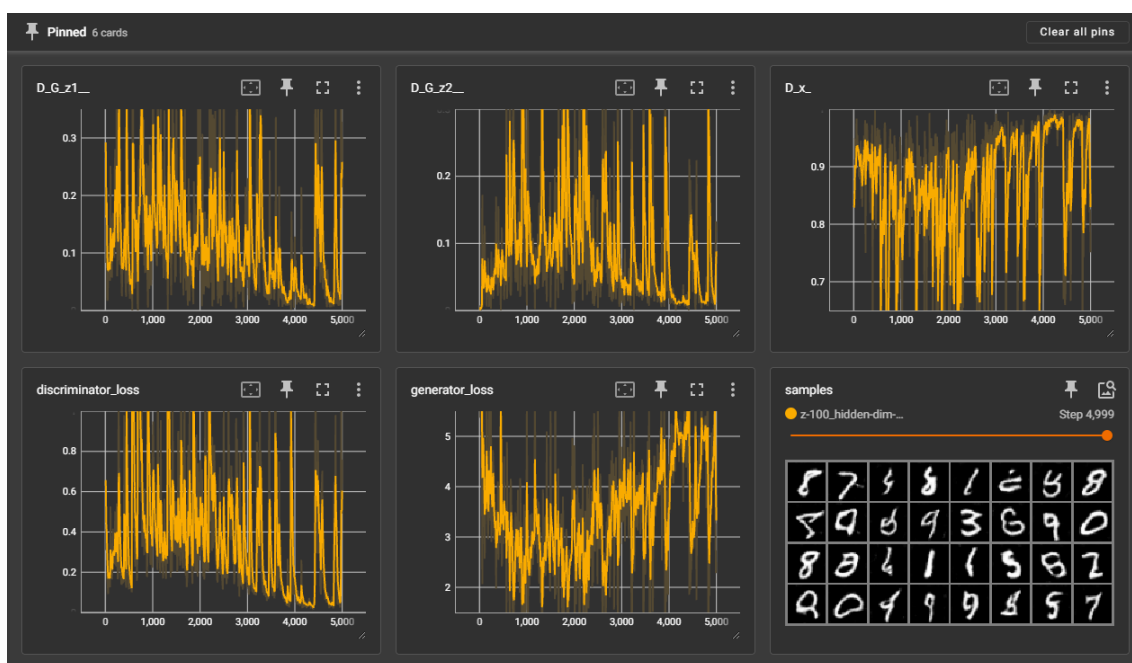 Pinned 6 cards
Clear all pins
D_G_z1__
0.3
0.2
0.1
0 1,000 2,000 3,000 4,000 5,000
D_G_z2__
0.2
0.1
0 1,000 2,000 3,000 4,000 5,000
D_x_
0.9
0.8
0.7
0 1,000 2,000 3,000 4,000 5,000
discriminator_loss
0.8
0.6
0.4
0.2
0 1,000 2,000 3,000 4,000 5,000
generator_loss
5
4
3
2
0 1,000 2,000 3,000 4,000 5,000
samples
z-100_hidden-dim-...
Step 4,999